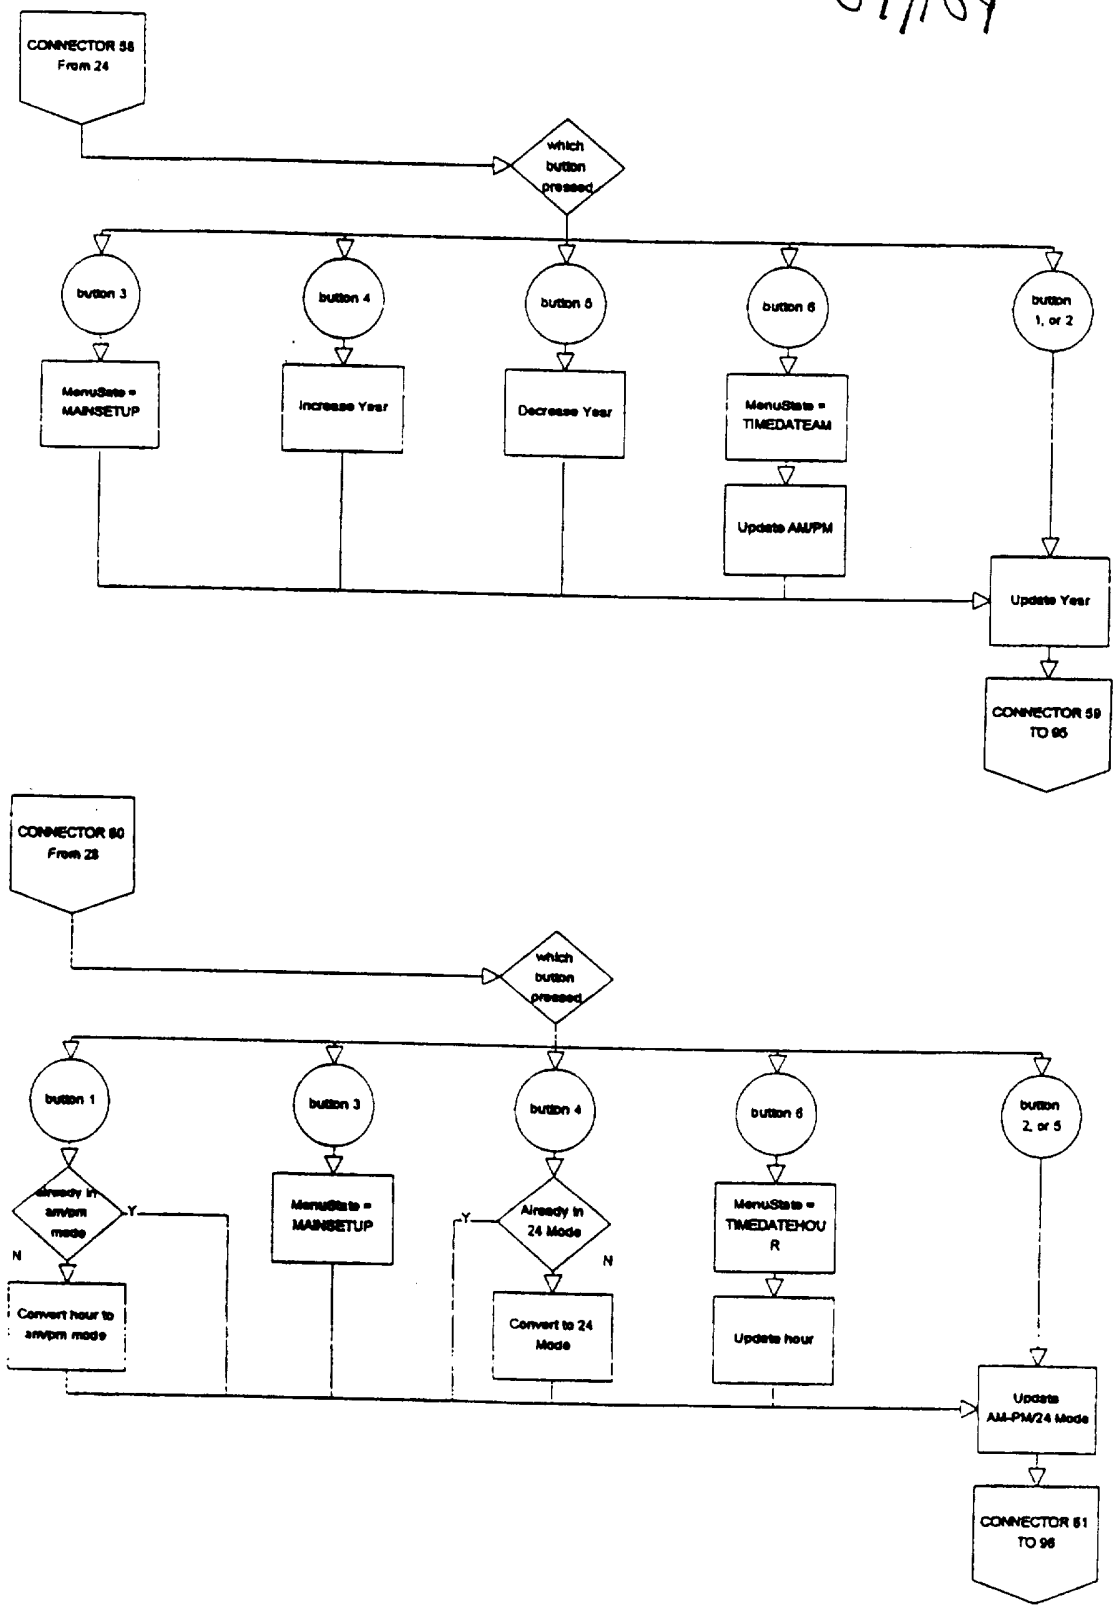 CONNECTOR 58
From 24
which
button
pressed
button 3
button 4
button 5
button 6
button
1, or 2
MenuSate =
MAINSETUP
Increase Year
Decrease Year
MenuState =
TIMEDATEAM
Update AM/PM
Update Year
CONNECTOR 59
TO 95
CONNECTOR 60
From 28
which
button
pressed
button 1
button 3
button 4
button 6
button
2, or 5
already in
am/pm
mode
Y
N
Convert hour to
am/pm mode
MenuState =
MAINSETUP
Already in
24 Mode
Y
N
Convert to 24
Mode
MenuState =
TIMEDATEHOU
R
Update hour
Update
AM-PM/24 Mode
CONNECTOR 61
TO 96